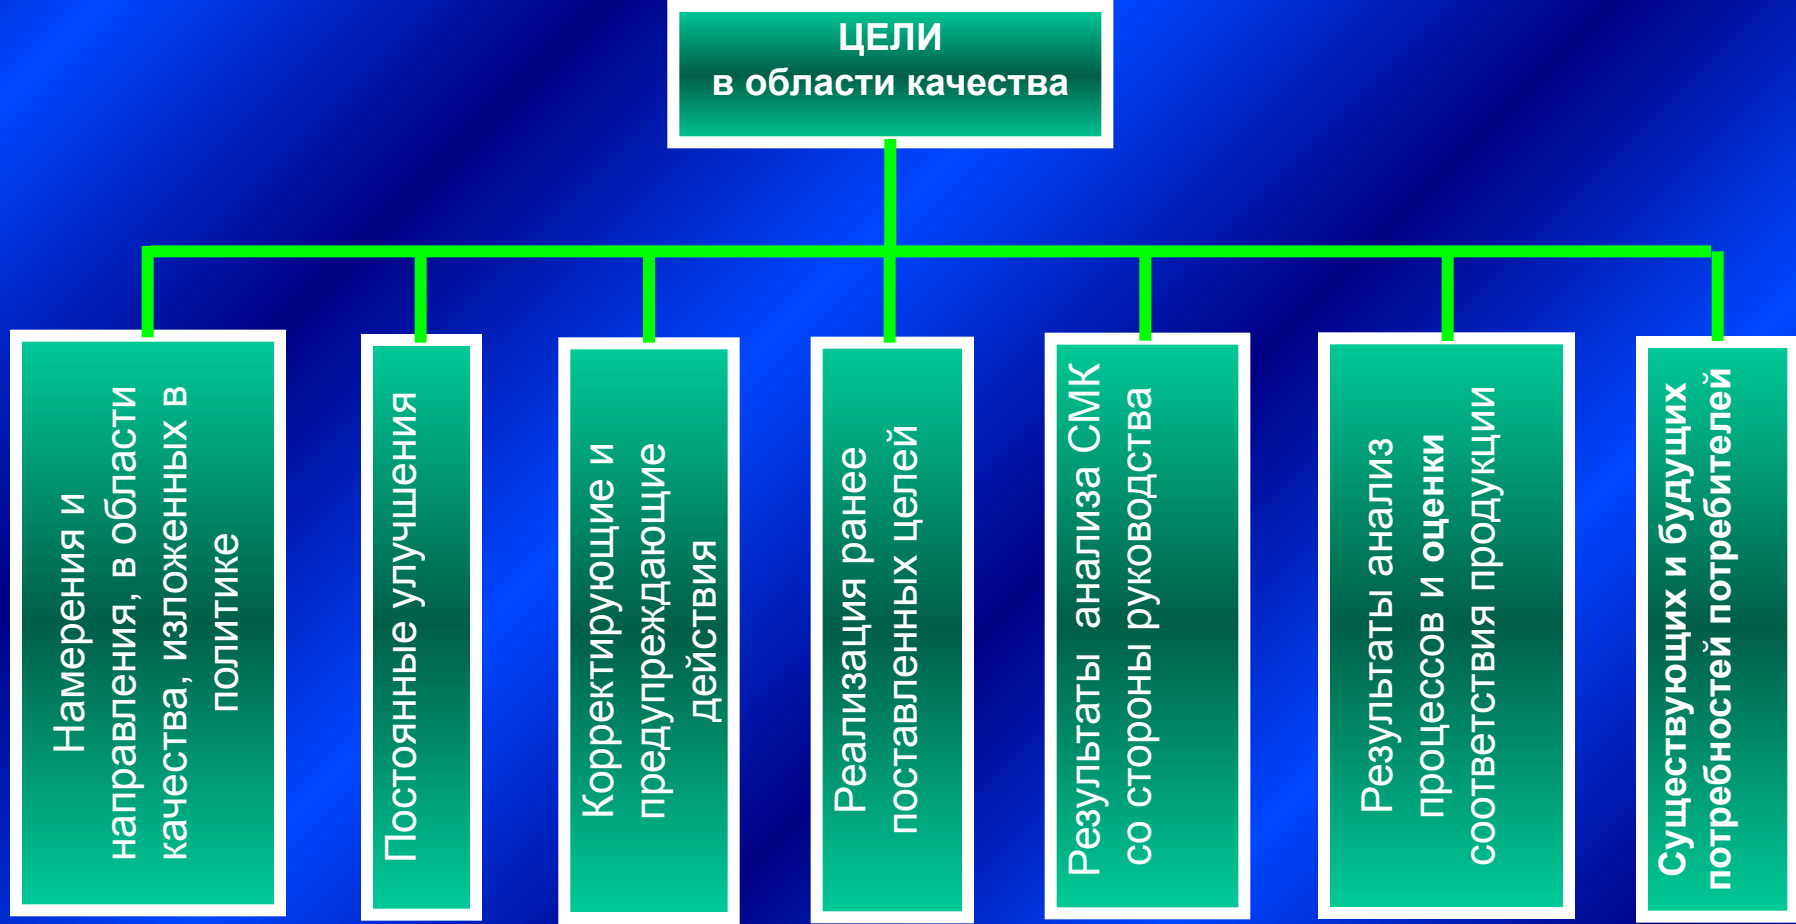 ЦЕЛИ
в области качества
Намерения и
направления, в области
качества, изложенных в
политике
Постоянные улучшения
Корректирующие и
предупреждающие
действия
Реализация ранее
поставленных целей
Результаты анализа СМК
со стороны руководства
Результаты анализ
процессов и оценки
соответствия продукции
Существующих и будущих
потребностей потребителей